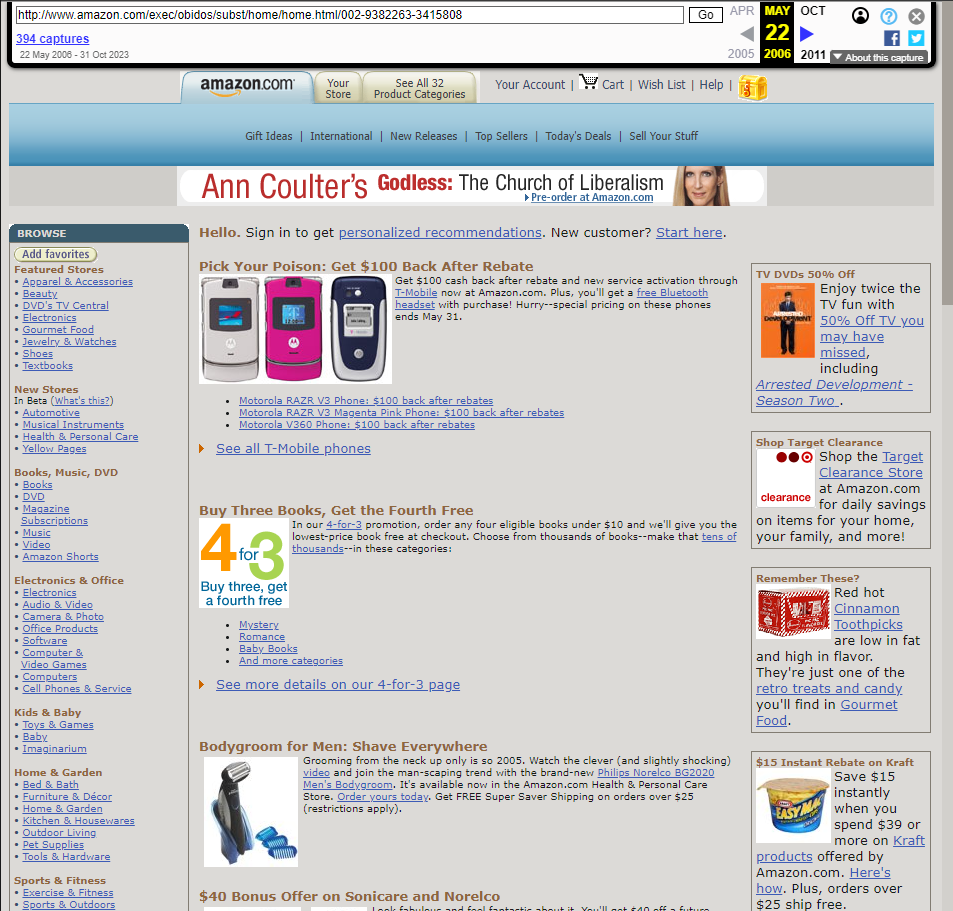 http://www.amazon.com/exec/obidos/subst/home/home.html/002-9382263-3415808
Go
APR
MAY
OCT
394 captures
22
22 May 2006 - 31 Oct 2023
2005
2006
2011
About this capture
amazon.com
Your
Store
See All 32
Product Categories
Your Account | Cart | Wish List | Help |
Gift Ideas | International | New Releases | Top Sellers | Today's Deals | Sell Your Stuff
Ann Coulter's Godless: The Church of Liberalism
Pre-order at Amazon.com
BROWSE
Add favorites
Featured Stores
• Apparel & Accessories
• Beauty
• DVD's TV Central
• Electronics
• Gourmet Food
• Jewelry & Watches
• Shoes
• Textbooks
New Stores
In Beta (What's this?)
• Automotive
• Musical Instruments
• Health & Personal Care
• Yellow Pages
Books, Music, DVD
• Books
• DVD
• Magazine
Subscriptions
• Music
• Video
• Amazon Shorts
Electronics & Office
• Electronics
• Audio & Video
• Camera & Photo
• Office Products
• Software
• Computer &
Video Games
• Computers
• Cell Phones & Service
Kids & Baby
• Toys & Games
• Baby
• Imaginarium
Home & Garden
• Bed & Bath
• Furniture & Décor
• Home & Garden
• Kitchen & Housewares
• Outdoor Living
• Pet Supplies
• Tools & Hardware
Sports & Fitness
• Exercise & Fitness
• Sports & Outdoors
Hello. Sign in to get personalized recommendations. New customer? Start here.
Pick Your Poison: Get $100 Back After Rebate
Get $100 cash back after rebate and new service activation through
T-Mobile now at Amazon.com. Plus, you'll get a free Bluetooth
headset with purchase! Hurry--special pricing on these phones
ends May 31.
• Motorola RAZR V3 Phone: $100 back after rebates
• Motorola RAZR V3 Magenta Pink Phone: $100 back after rebates
• Motorola V360 Phone: $100 back after rebates
See all T-Mobile phones
Buy Three Books, Get the Fourth Free
4 for 3
Buy three, get
a fourth free
In our 4-for-3 promotion, order any four eligible books under $10 and we'll give you the
lowest-price book free at checkout. Choose from thousands of books--make that tens of
thousands--in these categories:
• Mystery
• Romance
• Baby Books
• And more categories
See more details on our 4-for-3 page
Bodygroom for Men: Shave Everywhere
Grooming from the neck up only is so 2005. Watch the clever (and slightly shocking)
video and join the man-scaping trend with the brand-new Philips Norelco BG2020
Men's Bodygroom. It's available now in the Amazon.com Health & Personal Care
Store. Order yours today. Get FREE Super Saver Shipping on orders over $25
(restrictions apply).
$40 Bonus Offer on Sonicare and Norelco
Look fabulous and feel fantastic about it. You'll get $40 off a future
TV DVDs 50% Off
Enjoy twice the
TV fun with
50% Off TV you
may have
missed,
including
Arrested Development -
Season Two .
Shop Target Clearance
clearance
Shop the Target
Clearance Store
at Amazon.com
for daily savings
on items for your home,
your family, and more!
Remember These?
Red hot
Cinnamon
Toothpicks
are low in fat
and high in flavor.
They're just one of the
retro treats and candy
you'll find in Gourmet
Food.
$15 Instant Rebate on Kraft
EASY MAC
Save $15
instantly
when you
spend $39 or
more on Kraft
products offered by
Amazon.com. Here's
how. Plus, orders over
$25 ship free.